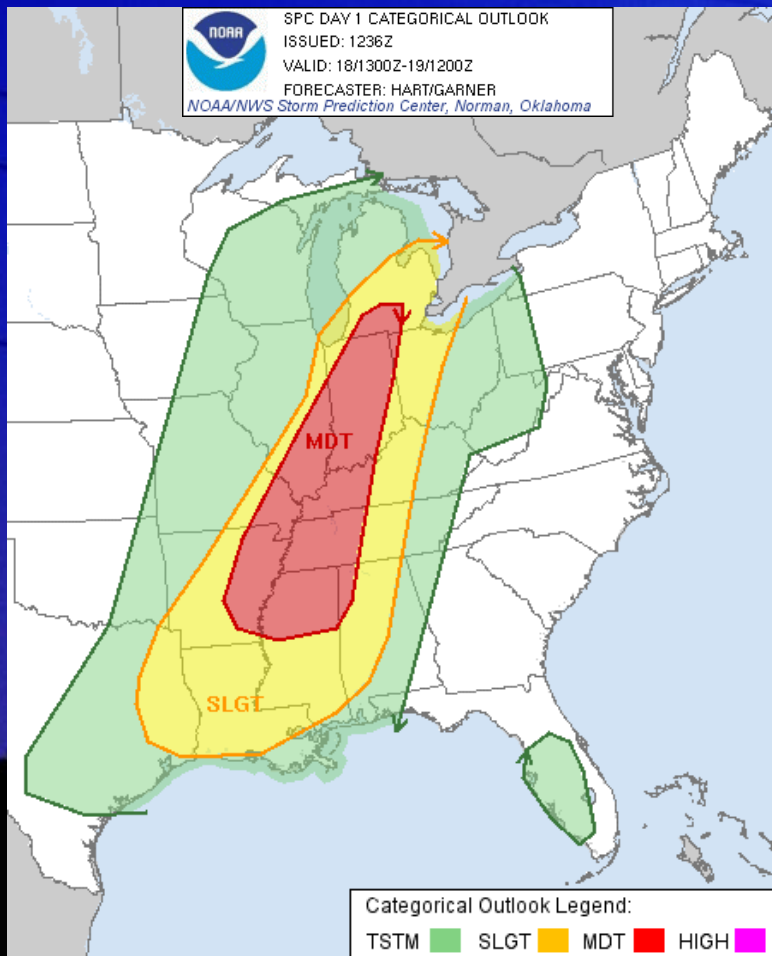 NOAA
SPC DAY 1 CATEGORICAL OUTLOOK
ISSUED: 1236Z
VALID: 18/1300Z-19/1200Z
FORECASTER: HART/GARNER
NOAA/NWS Storm Prediction Center, Norman, Oklahoma
MDT
SLGT
Categorical Outlook Legend:
TSTM SLGT MDT HIGH